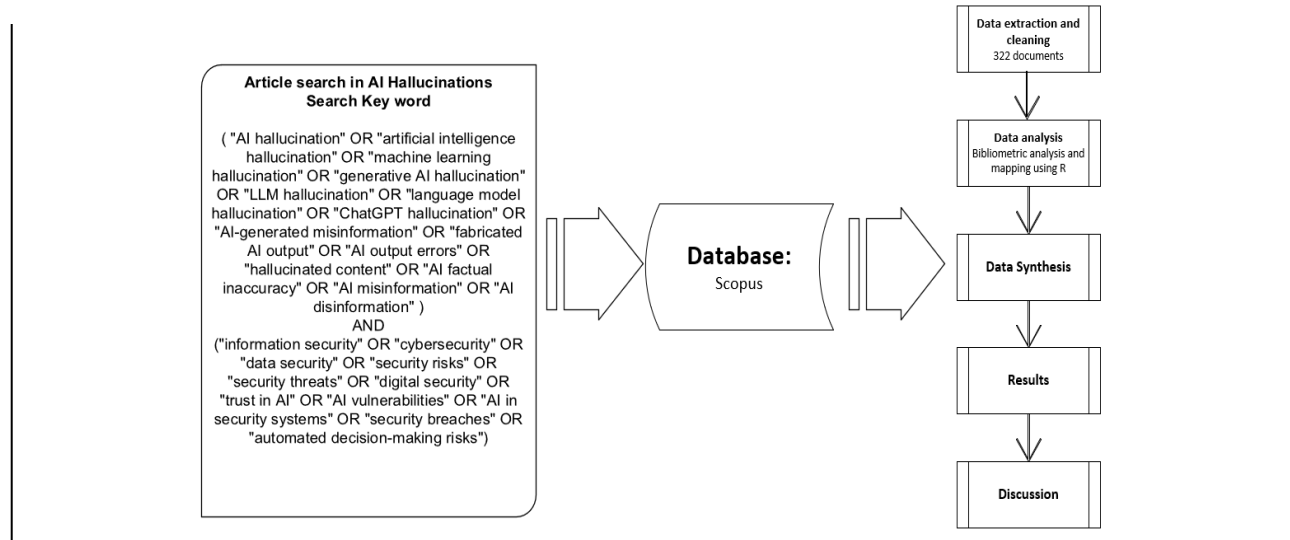 Article search in AI Hallucinations
Search Key word
( "AI hallucination" OR "artificial intelligence
hallucination" OR "machine learning
hallucination" OR "generative AI hallucination"
OR "LLM hallucination" OR "language model
hallucination" OR "ChatGPT hallucination" OR
"AI-generated misinformation" OR "fabricated
AI output" OR "AI output errors" OR
"hallucinated content" OR "AI factual
inaccuracy" OR "AI misinformation" OR "AI
disinformation" )
AND
("information security" OR "cybersecurity" OR
"data security" OR "security risks" OR
"security threats" OR "digital security" OR
"trust in AI" OR "AI vulnerabilities" OR "AI in
security systems" OR "security breaches" OR
"automated decision-making risks")
Database:
Scopus
Data extraction and
cleaning
322 documents
Data analysis
Bibliometric analysis and
mapping using R
Data Synthesis
Results
Discussion